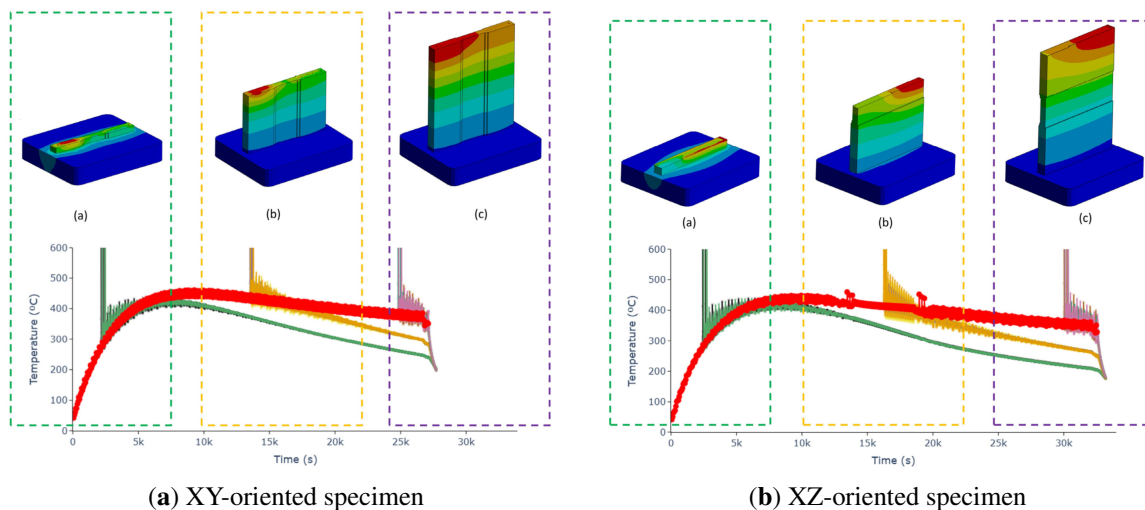 (a)
(b)
(c)
600
500
400
300
200
100
0
Temperature (ºC)
0
5k
10k
15k
20k
25k
30k
Time (s)
(a) XY-oriented specimen
(a)
(b)
(c)
600
500
400
300
200
100
0
Temperature (ºC)
0
5k
10k
15k
20k
25k
30k
Time (s)
(b) XZ-oriented specimen